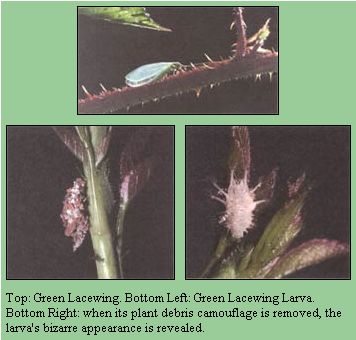 Top: Green Lacewing. Bottom Left: Green Lacewing Larva.
Bottom Right: when its plant debris camouflage is removed, the
larva's bizarre appearance is revealed.